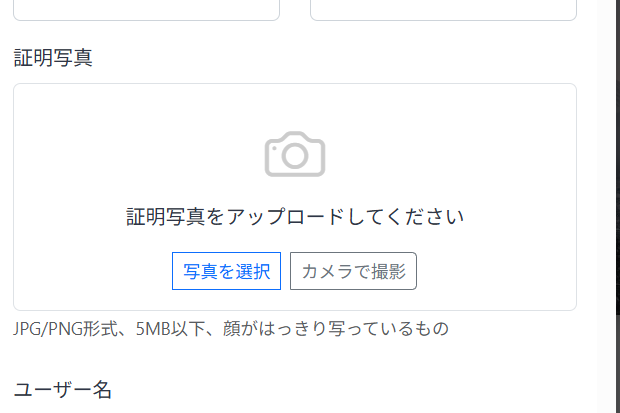 証明写真
証明写真をアップロードしてください
写真を選択 カメラで撮影
JPG/PNG形式、5MB以下、顔がはっきり写っているもの
ユーザー名